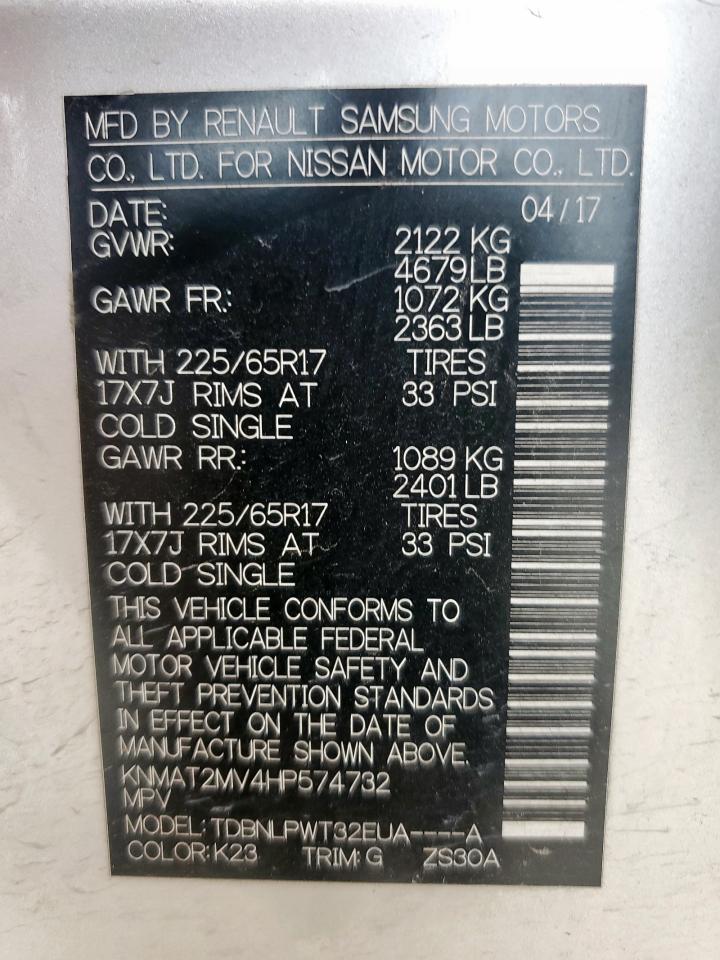 MFD BY RENAULT SAMSUNG MOTORS
CO., LTD. FOR NISSAN MOTOR CO., LTD.
DATE: 04/17
GVWR: 2122 KG
4679 LB
GAWR FR.: 1072 KG
2363 LB
WITH 225/65R17 TIRES
17X7J RIMS AT 33 PSI
COLD SINGLE
GAWR RR.: 1089 KG
2401 LB
WITH 225/65R17 TIRES
17X7J RIMS AT 33 PSI
COLD SINGLE
THIS VEHICLE CONFORMS TO
ALL APPLICABLE FEDERAL
MOTOR VEHICLE SAFETY AND
THEFT PREVENTION STANDARDS
IN EFFECT ON THE DATE OF
MANUFACTURE SHOWN ABOVE.
KNMAT2MV4HP574732
MPV
MODEL: TDBNLPWT32EUA----A
COLOR: K23 TRIM: G ZS30A